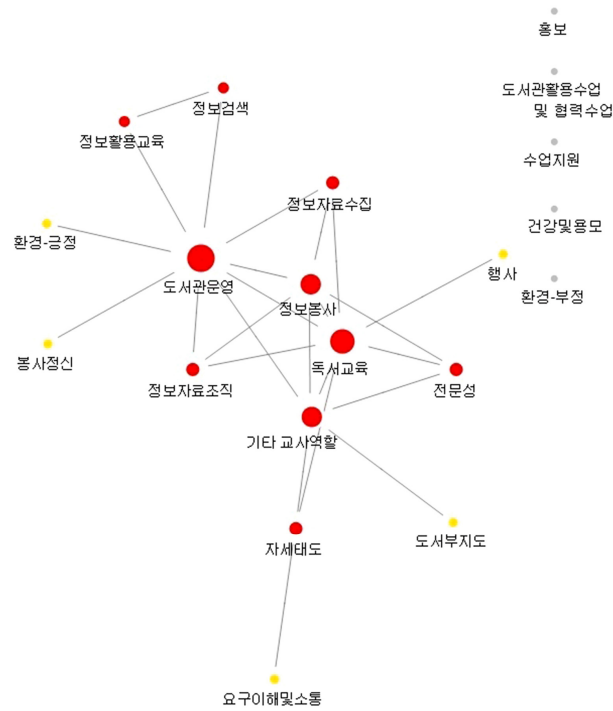 홍보
도서관활용수업
및 협력수업
정보검색
정보활용교육
수업지원
정보자료수집
건강및용모
환경-긍정
행사
도서관운영
환경-부정
정보봉사
봉사정신
독서교육
정보자료조직
전문성
기타 교사역할
도서부지도
자세태도
요구이해및소통